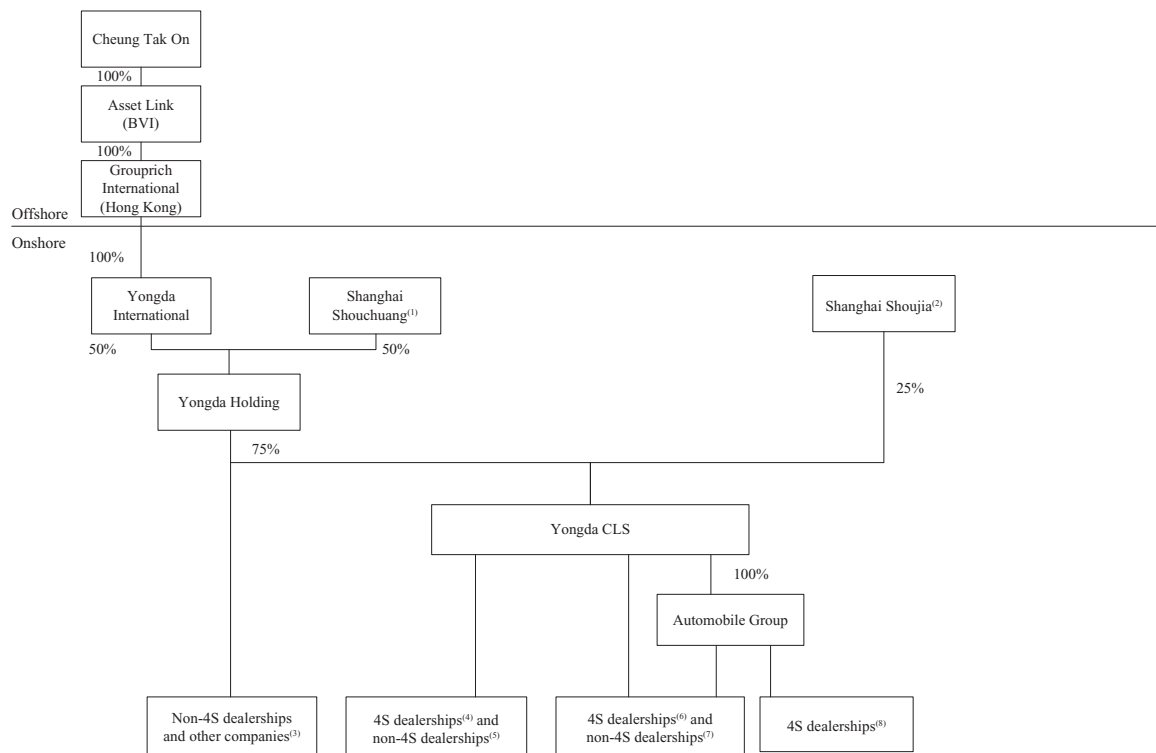 Cheung Tak On
100%
Asset Link
(BVI)
100%
Grouprich
International
(Hong Kong)
Offshore
Onshore
100%
Yongda
International
Shanghai
Shouchuang(1)
Shanghai Shoujia(2)
50%
50%
Yongda Holding
25%
75%
Yongda CLS
100%
Automobile Group
Non-4S dealerships
and other companies(3)
4S dealerships(4) and
non-4S dealerships(5)
4S dealerships(6) and
non-4S dealerships(7)
4S dealerships(8)